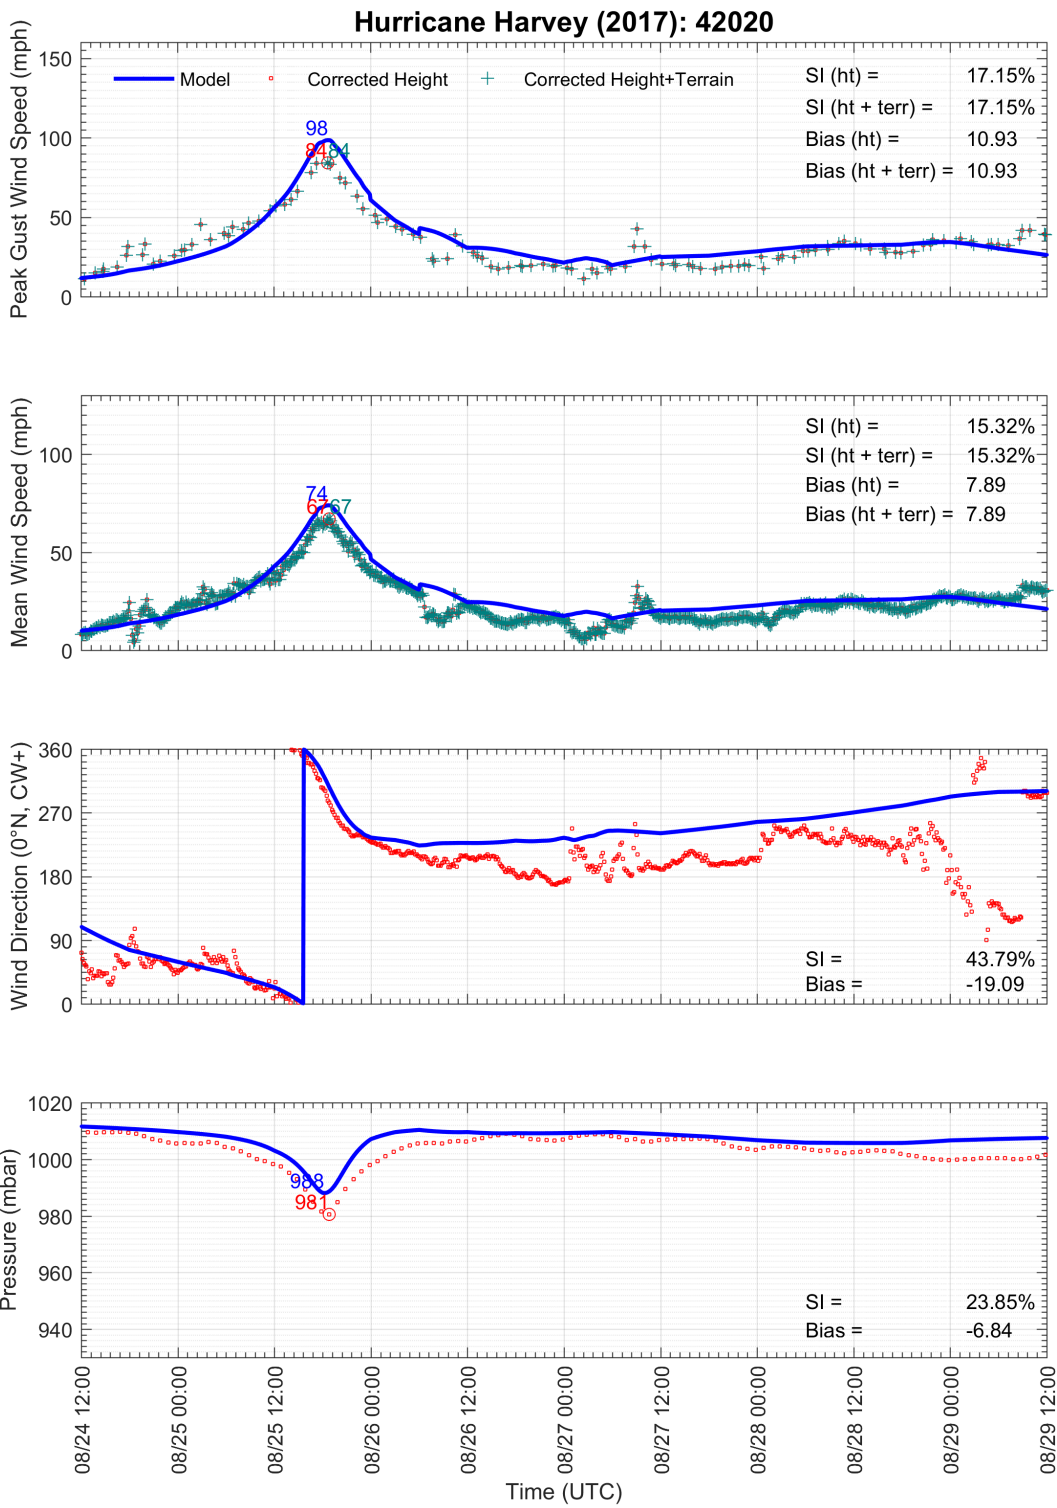 Hurricane Harvey (2017): 42020
Peak Gust Wind Speed (mph)
150
100
50
0
Model
Corrected Height
Corrected Height+Terrain
SI (ht) = 17.15%
SI (ht + terr) = 17.15%
Bias (ht) = 10.93
Bias (ht + terr) = 10.93
98
84
84
Mean Wind Speed (mph)
100
50
0
SI (ht) = 15.32%
SI (ht + terr) = 15.32%
Bias (ht) = 7.89
Bias (ht + terr) = 7.89
74
67
67
Wind Direction (0°N, CW+)
360
270
180
90
0
SI = 43.79%
Bias = -19.09
Pressure (mbar)
1020
1000
980
960
940
988
981
SI = 23.85%
Bias = -6.84
08/24 12:00
08/25 00:00
08/25 12:00
08/26 00:00
08/26 12:00
08/27 00:00
08/27 12:00
08/28 00:00
08/28 12:00
08/29 00:00
08/29 12:00
Time (UTC)